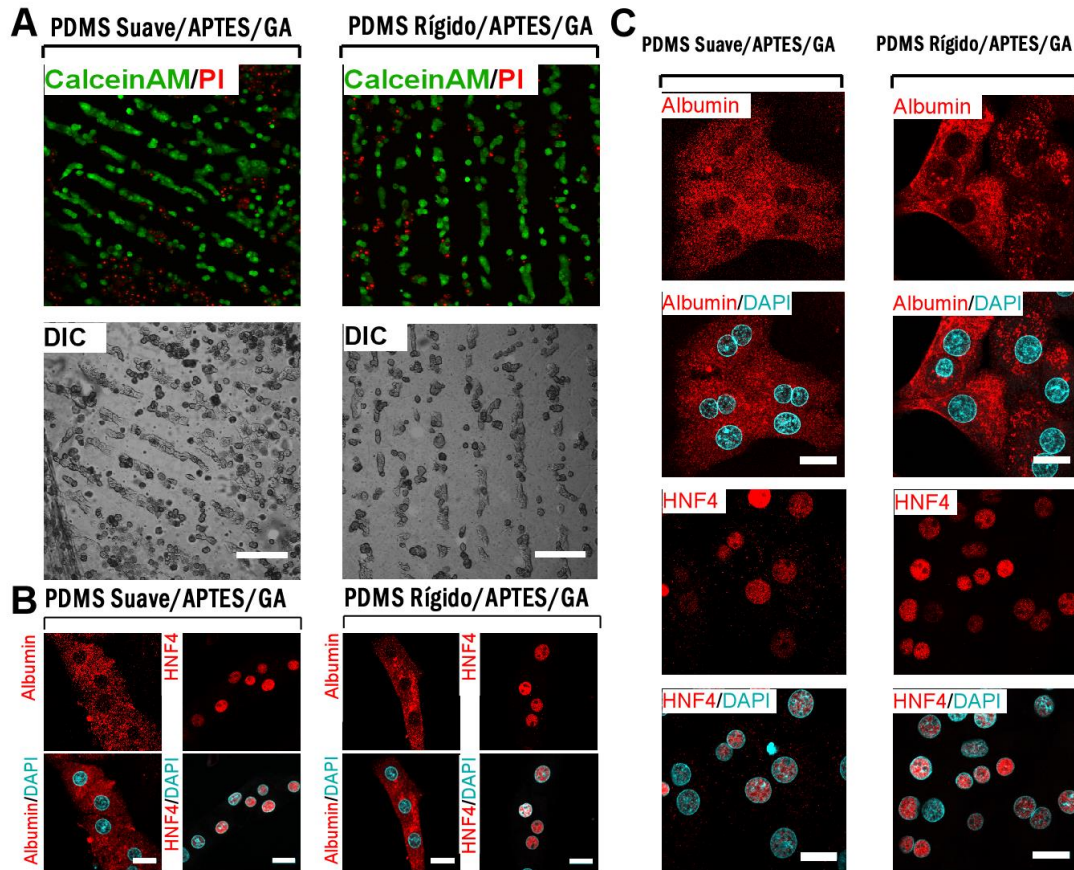 A
PDMS Suave/APTES/GA
PDMS Rígido/APTES/GA
CalceinAM/PI
CalceinAM/PI
DIC
DIC
B
PDMS Suave/APTES/GA
PDMS Rígido/APTES/GA
Albumin
HNF4
Albumin
HNF4
Albumin/DAPI
HNF4/DAPI
Albumin/DAPI
HNF4/DAPI
C
PDMS Suave/APTES/GA
PDMS Rígido/APTES/GA
Albumin
Albumin
Albumin/DAPI
Albumin/DAPI
HNF4
HNF4
HNF4/DAPI
HNF4/DAPI